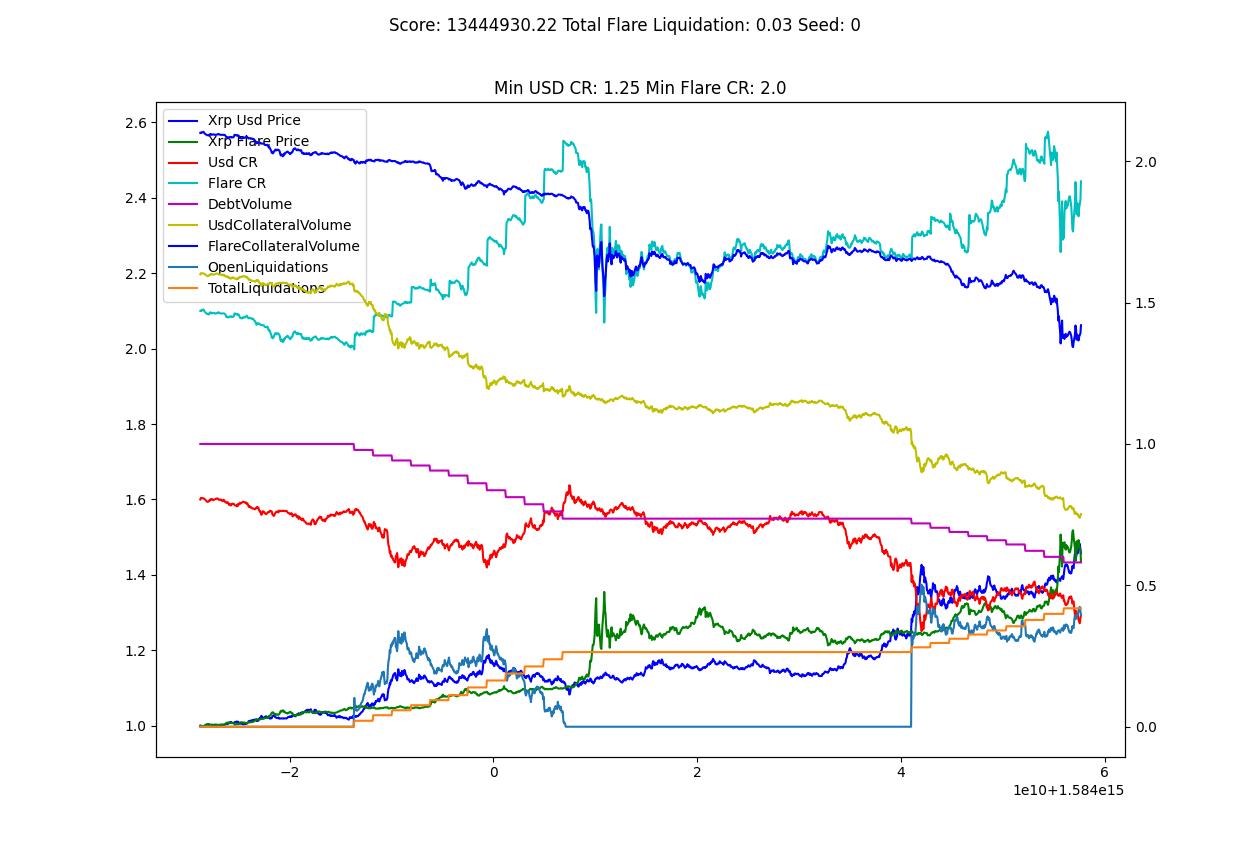 Score: 13444930.22 Total Flare Liquidation: 0.03 Seed: 0
Min USD CR: 1.25 Min Flare CR: 2.0
Xrp Usd Price
Xrp Flare Price
Usd CR
Flare CR
DebtVolume
UsdCollateralVolume
FlareCollateralVolume
OpenLiquidations
TotalLiquidations
2.6
2.4
2.2
2.0
1.8
1.6
1.4
1.2
1.0
2.0
1.5
1.0
0.5
0.0
−2
0
2
4
6
1e10+1.584e15